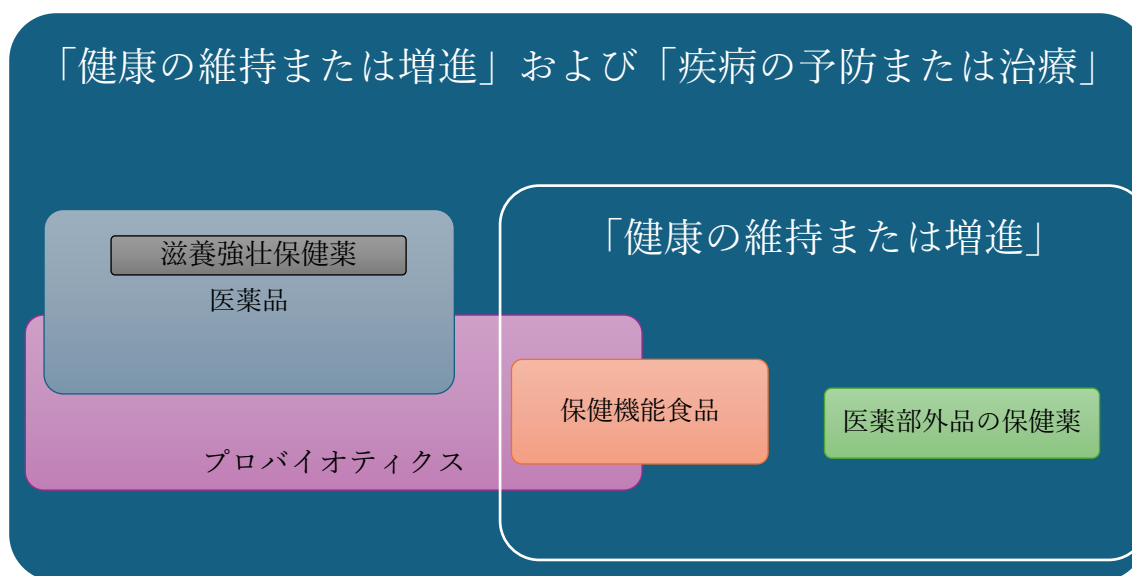 「健康の維持または増進」および「疾病の予防または治療」
「健康の維持または増進」
滋養強壮保健薬
医薬品
保健機能食品
医薬部外品の保健薬
プロバイオティクス